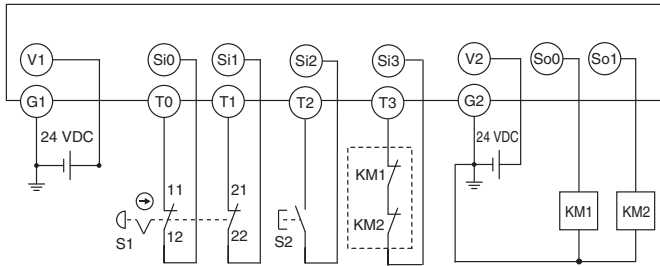 V1 Si0 Si1 Si2 Si3 V2 So0 So1
G1 T0 T1 T2 T3 G2
24 VDC 24 VDC
11 21 KM1
S1 12 22 S2 KM2 KM1 KM2